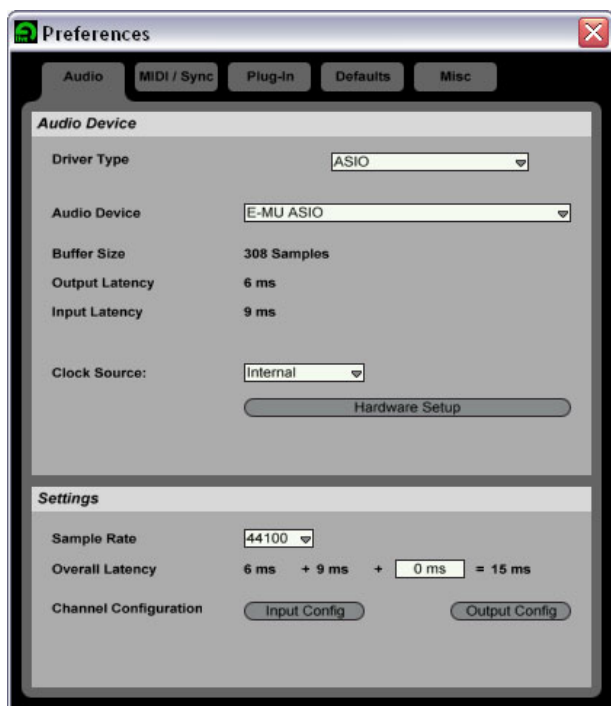 Preferences
Audio MIDI / Sync Plug-In Defaults Misc
Audio Device
Driver Type ASIO
Audio Device E-MU ASIO
Buffer Size 308 Samples
Output Latency 6 ms
Input Latency 9 ms
Clock Source: Internal
Hardware Setup
Settings
Sample Rate 44100
Overall Latency 6 ms + 9 ms + 0 ms = 15 ms
Channel Configuration Input Config Output Config